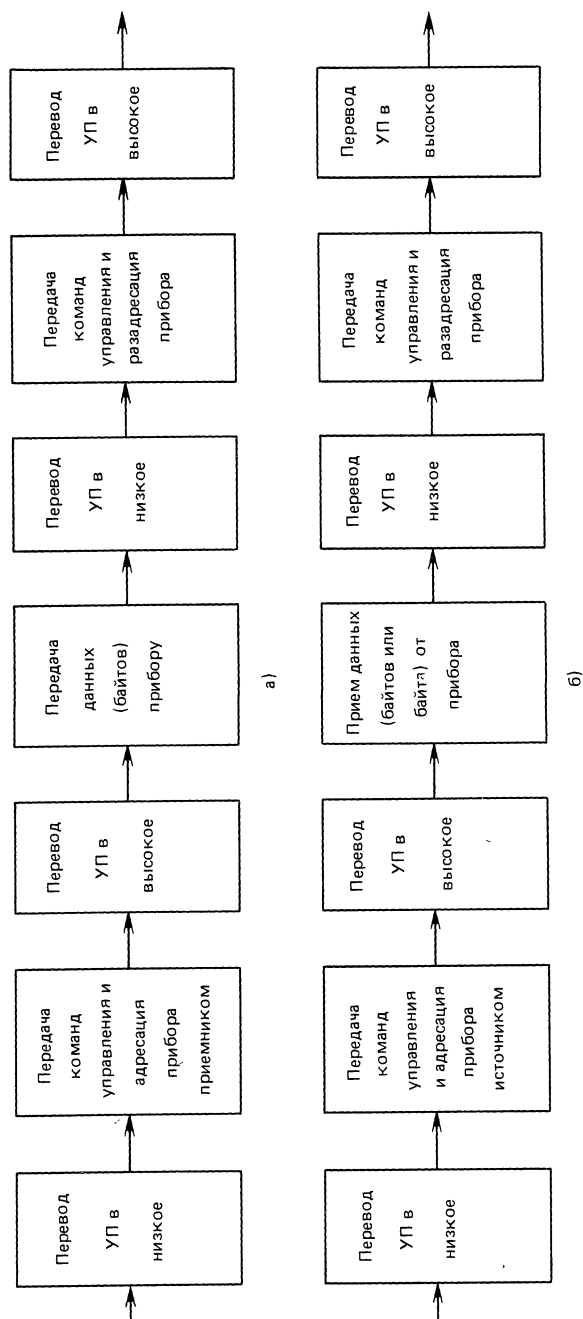 Перевод
УП в
низкое
Передача
команд
управления и
адресация
прибора
приемником
Перевод
УП в
высокое
Передача
данных
(байтов)
прибору
Перевод
УП в
низкое
Передача
команд
управления и
разадресация
прибора
Перевод
УП в
высокое
а)
Перевод
УП в
низкое
Передача
команд
управления
и адресация
прибора
источником
Перевод
УП в
высокое
Прием данных
(байтов или
байта) от
прибора
Перевод
УП в
низкое
Передача
команд
управления и
разадресация
прибора
Перевод
УП в
высокое
б)